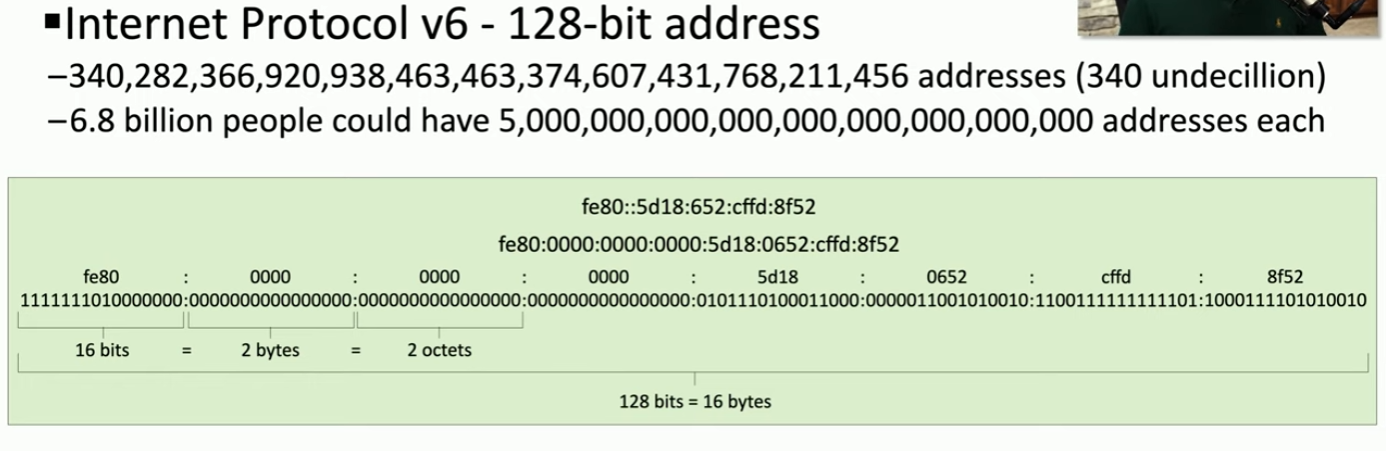 ▪Internet Protocol v6 - 128-bit address
–340,282,366,920,938,463,463,374,607,431,768,211,456 addresses (340 undecillion)
–6.8 billion people could have 5,000,000,000,000,000,000,000,000,000 addresses each
fe80::5d18:652:cffd:8f52
fe80:0000:0000:0000:5d18:0652:cffd:8f52
fe80 : 0000 : 0000 : 0000 : 5d18 : 0652 : cffd : 8f52
1111111010000000:0000000000000000:0000000000000000:0000000000000000:0101110100011000:0000011001010010:1100111111111101:1000111101010010
16 bits = 2 bytes = 2 octets
128 bits = 16 bytes